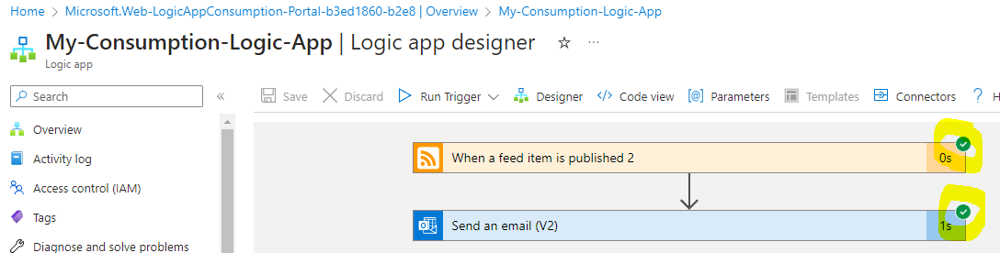 Home > Microsoft.Web-LogicAppConsumption-Portal-b3ed1860-b2e8 | Overview > My-Consumption-Logic-App
My-Consumption-Logic-App | Logic app designer ☆ ···
Logic app
Search «
Save Discard Run Trigger Designer Code view Parameters Templates Connectors ? H
Overview
Activity log
Access control (IAM)
Tags
Diagnose and solve problems
When a feed item is published 2 0s
Send an email (V2) 1s